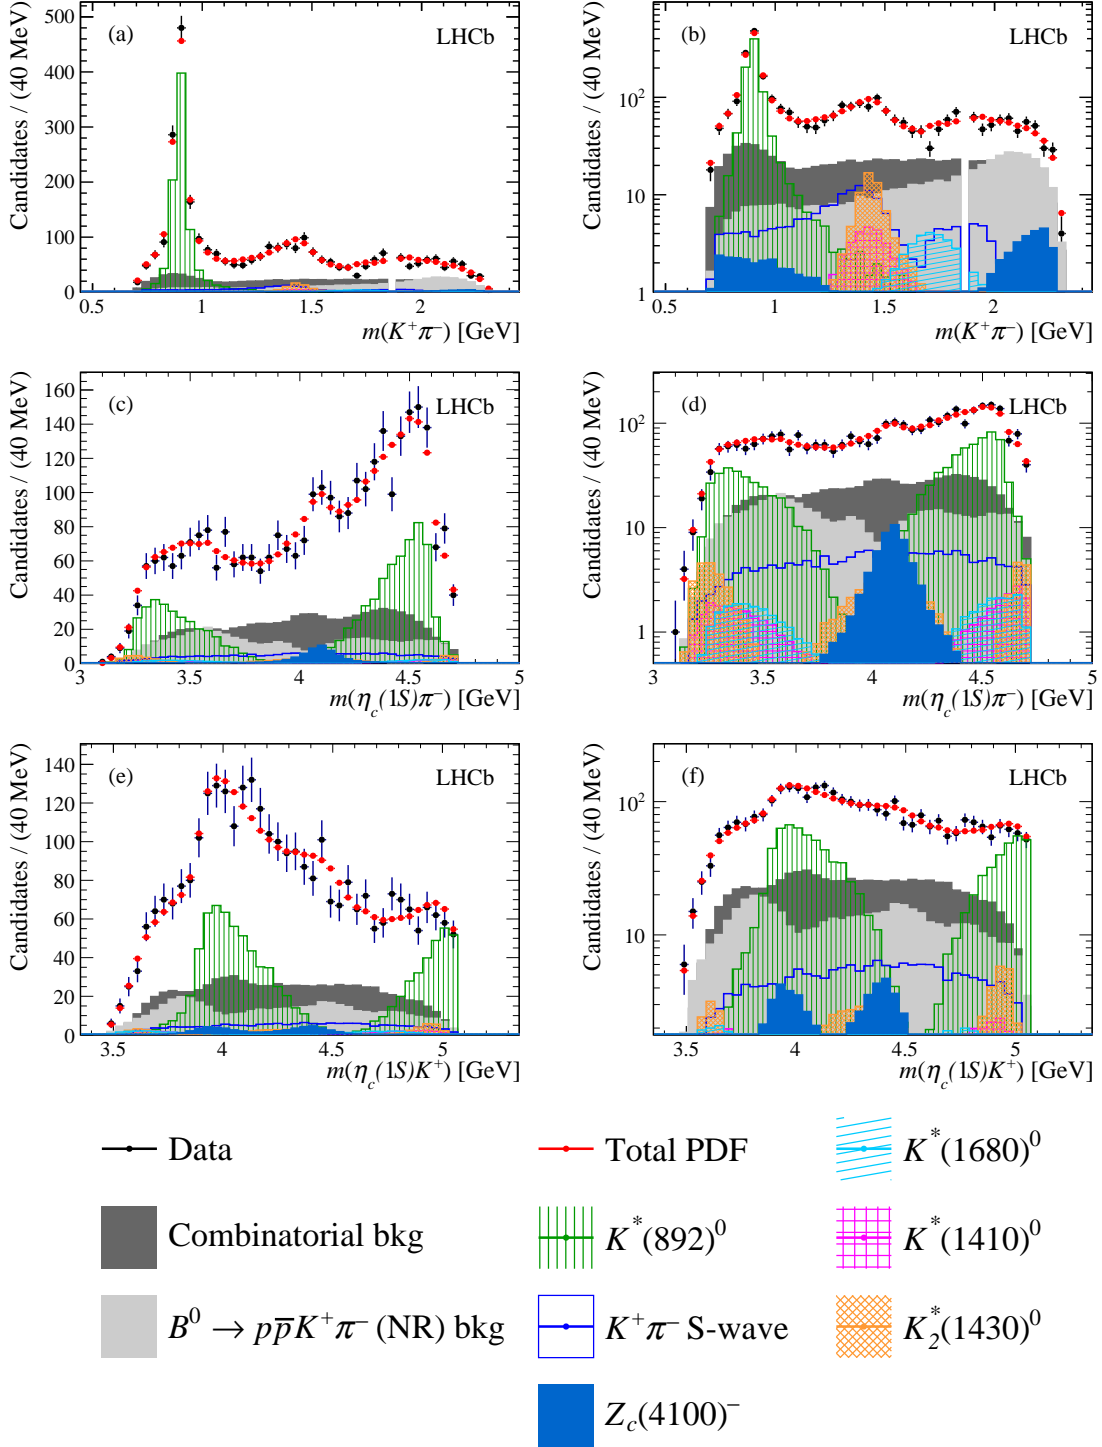 (a) LHCb
Candidates / (40 MeV)
500
400
300
200
100
0
0.5 1 1.5 2
m(K⁺π⁻) [GeV]
(b) LHCb
Candidates / (40 MeV)
10²
10
1
0.5 1 1.5 2
m(K⁺π⁻) [GeV]
(c) LHCb
Candidates / (40 MeV)
160
140
120
100
80
60
40
20
0
3 3.5 4 4.5 5
m(η_c(1S)π⁻) [GeV]
(d) LHCb
Candidates / (40 MeV)
10²
10
1
3 3.5 4 4.5 5
m(η_c(1S)π⁻) [GeV]
(e) LHCb
Candidates / (40 MeV)
140
120
100
80
60
40
20
0
3.5 4 4.5 5
m(η_c(1S)K⁺) [GeV]
(f) LHCb
Candidates / (40 MeV)
10²
10
3.5 4 4.5 5
m(η_c(1S)K⁺) [GeV]
Data Total PDF K*(1680)⁰
Combinatorial bkg K*(892)⁰ K*(1410)⁰
B⁰ → pp̅K⁺π⁻ (NR) bkg K⁺π⁻ S-wave K₂*(1430)⁰
Z_c(4100)⁻